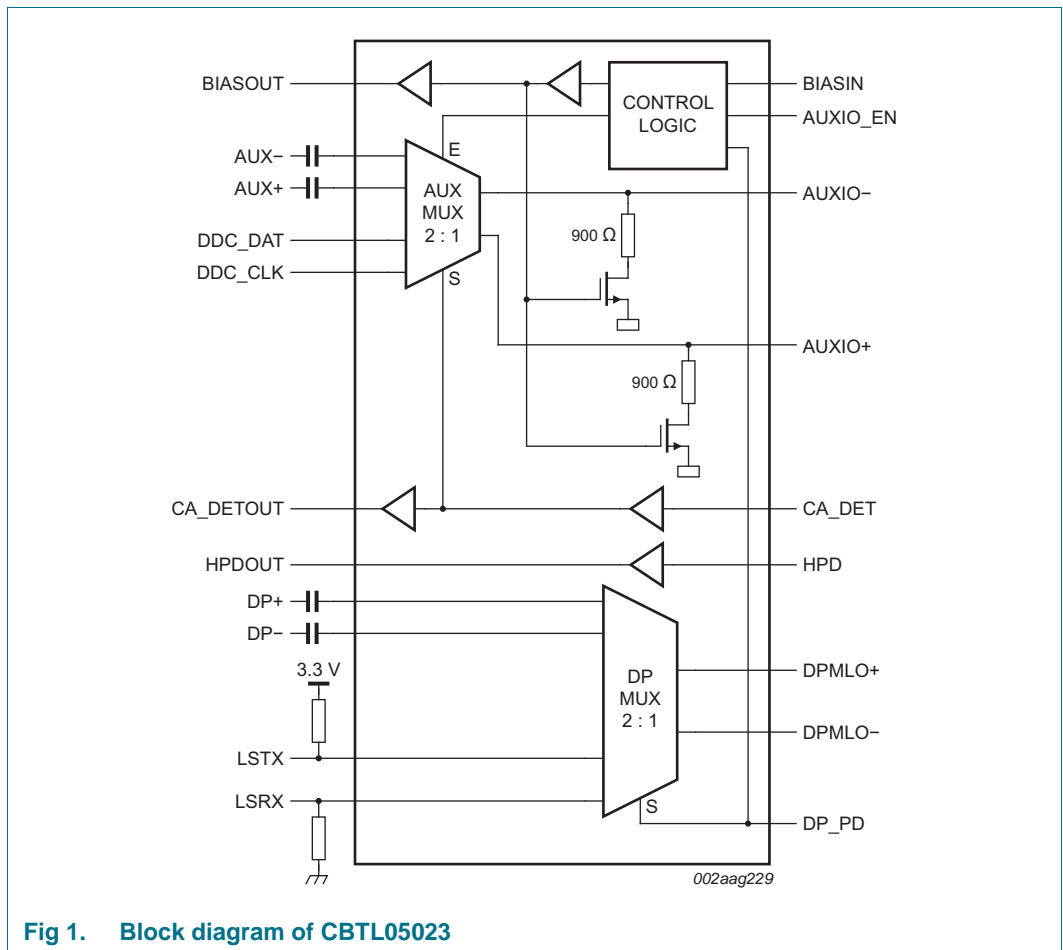 BIASOUT
CONTROL
LOGIC
BIASIN
AUXIO_EN
E
AUX−
AUX+
AUX
MUX
2 : 1
AUXIO−
900 Ω
DDC_DAT
DDC_CLK
S
AUXIO+
900 Ω
CA_DETOUT
CA_DET
HPDOUT
HPD
DP+
DP−
3.3 V
DP
MUX
2 : 1
DPMLO+
DPMLO−
LSTX
LSRX
S
DP_PD
002aag229
Fig 1. Block diagram of CBTL05023